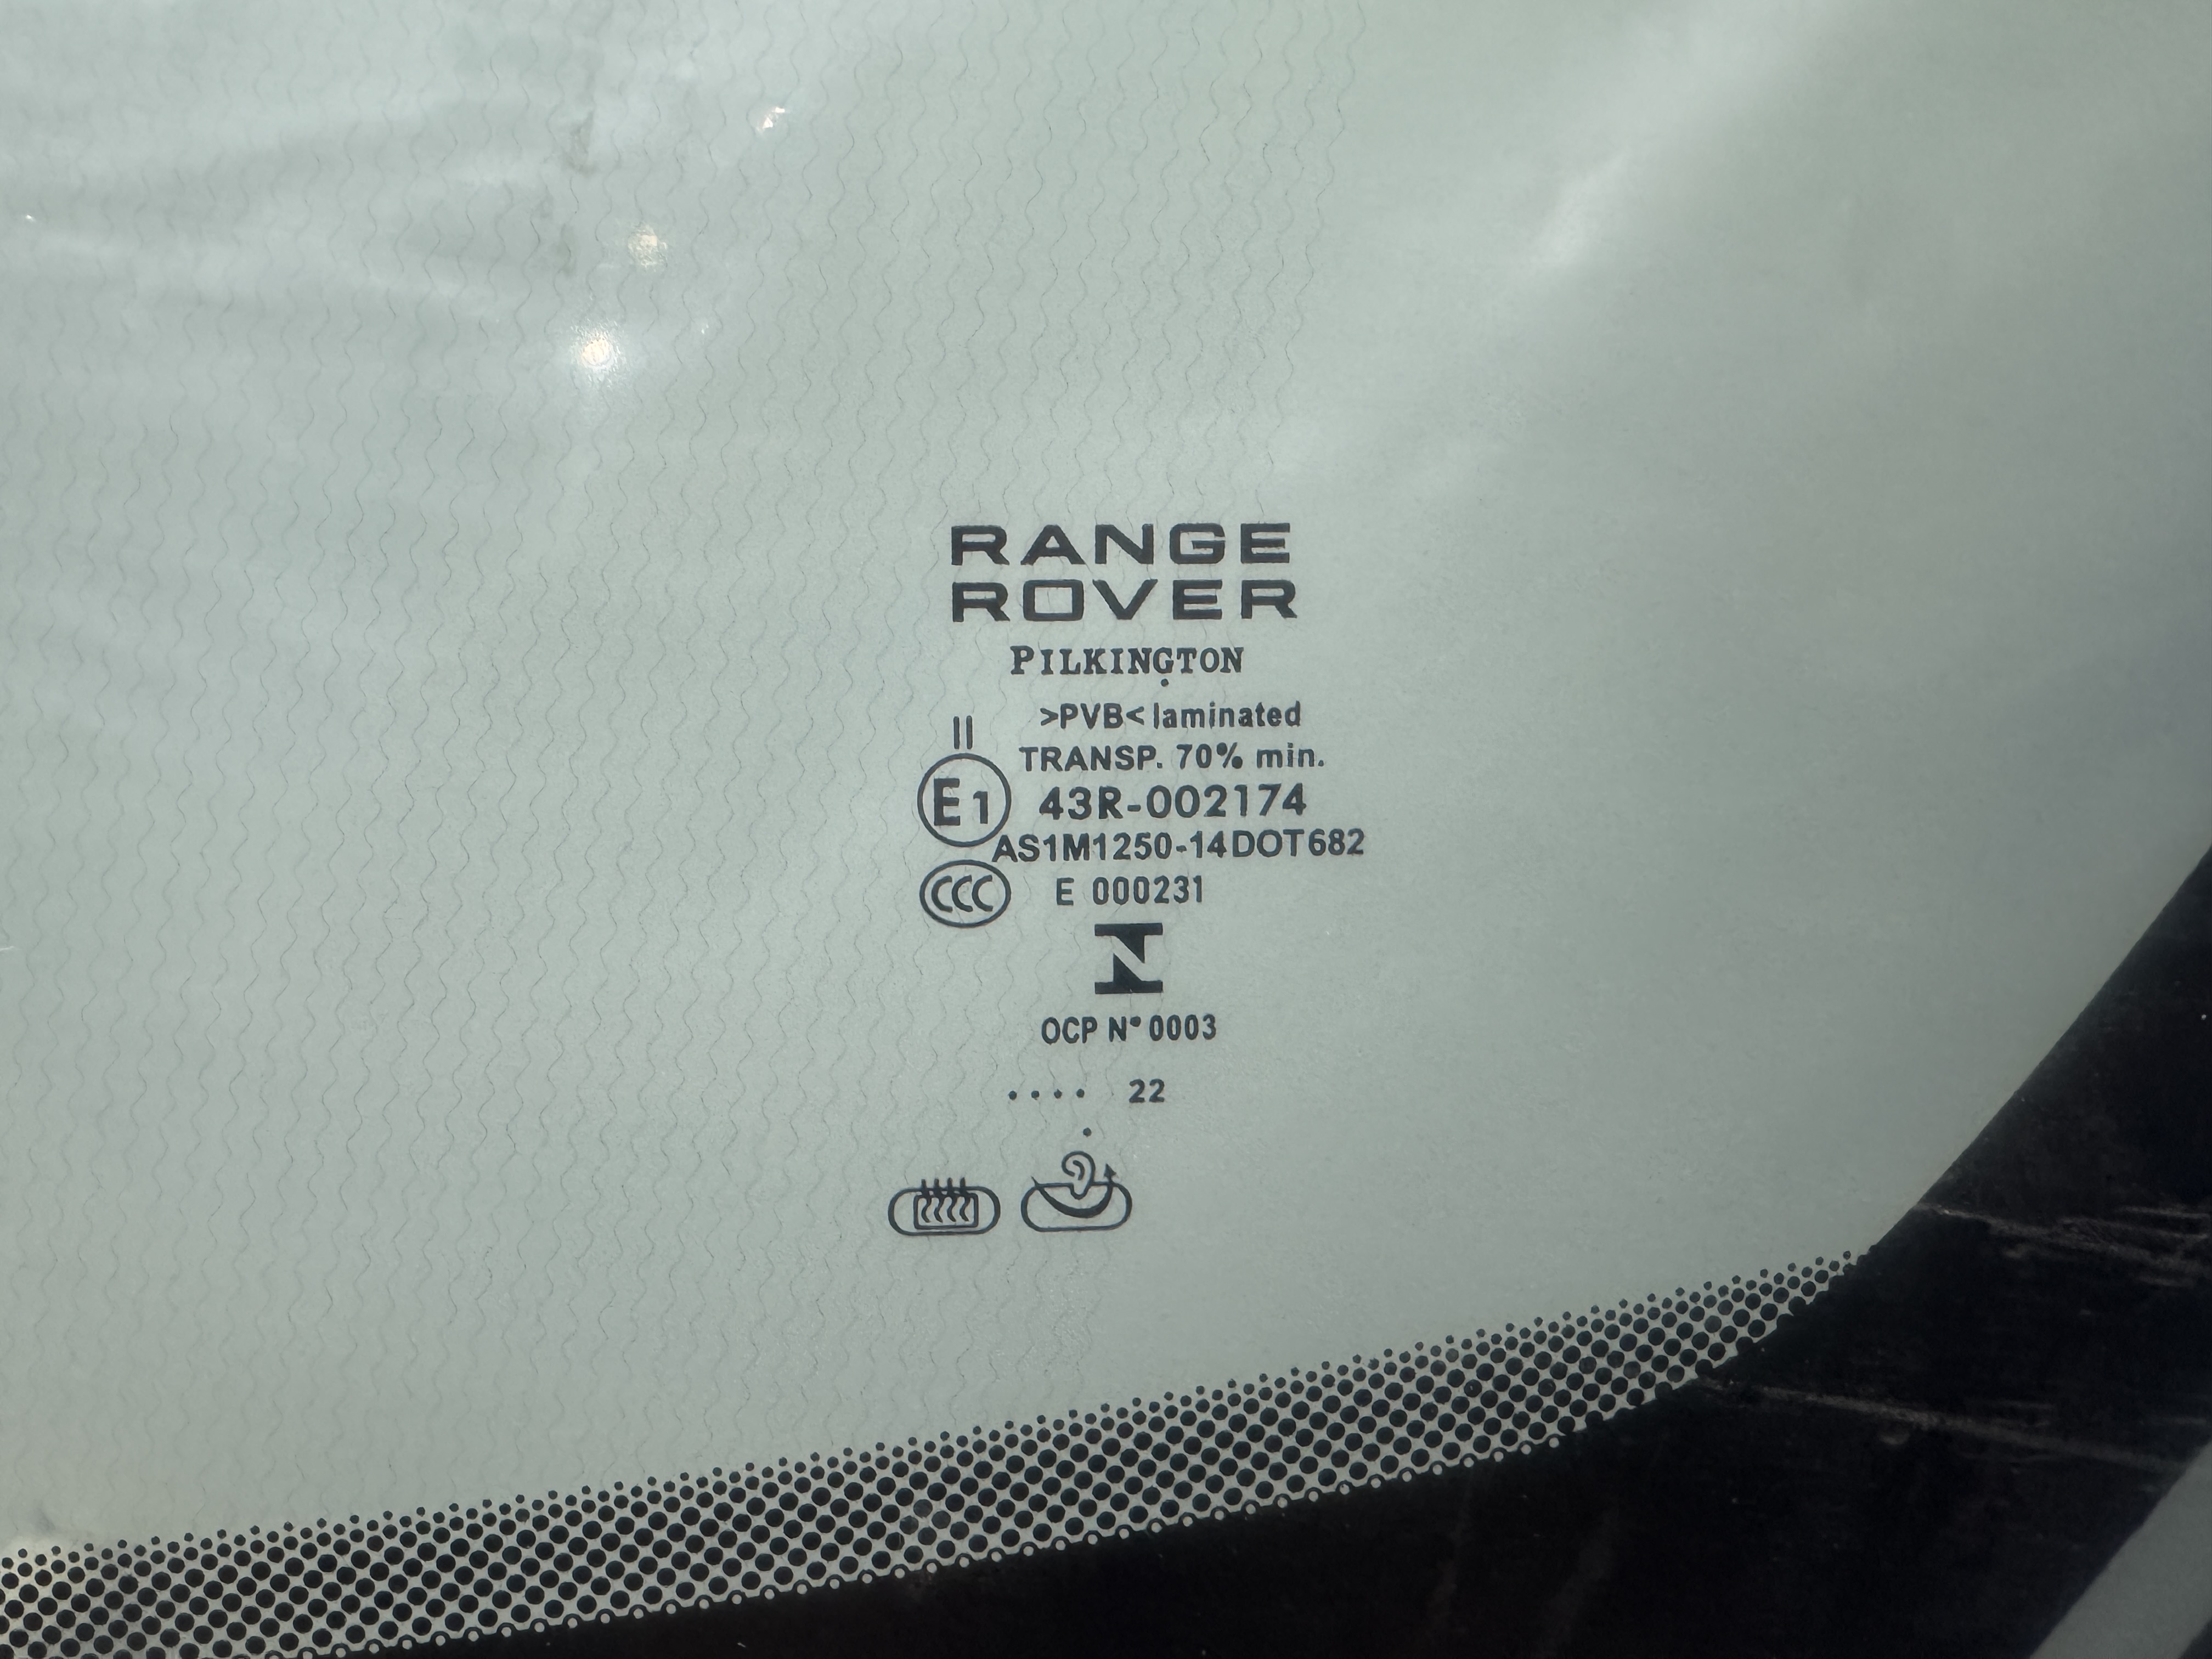 RANGE
ROVER
PILKINGTON
>PVB< laminated
II
TRANSP. 70% min.
E1 43R-002174
AS1M1250-14DOT682
CCC E 000231
OCP N° 0003
.... 22